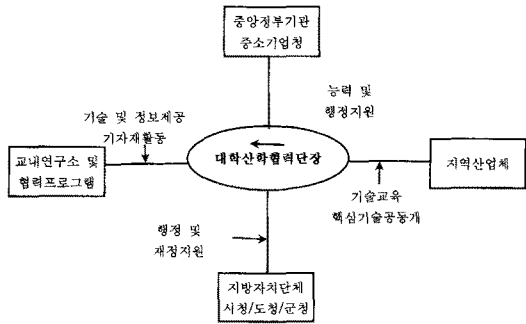 중앙정부기관
중소기업청
능력 및
행정지원
기술 및 정보제공
기자재활동
대학산학협력단장
교내연구소 및
협력프로그램
지역산업체
기술교육
핵심기술공동개
행정 및
재정지원
지방자치단체
시청/도청/군청